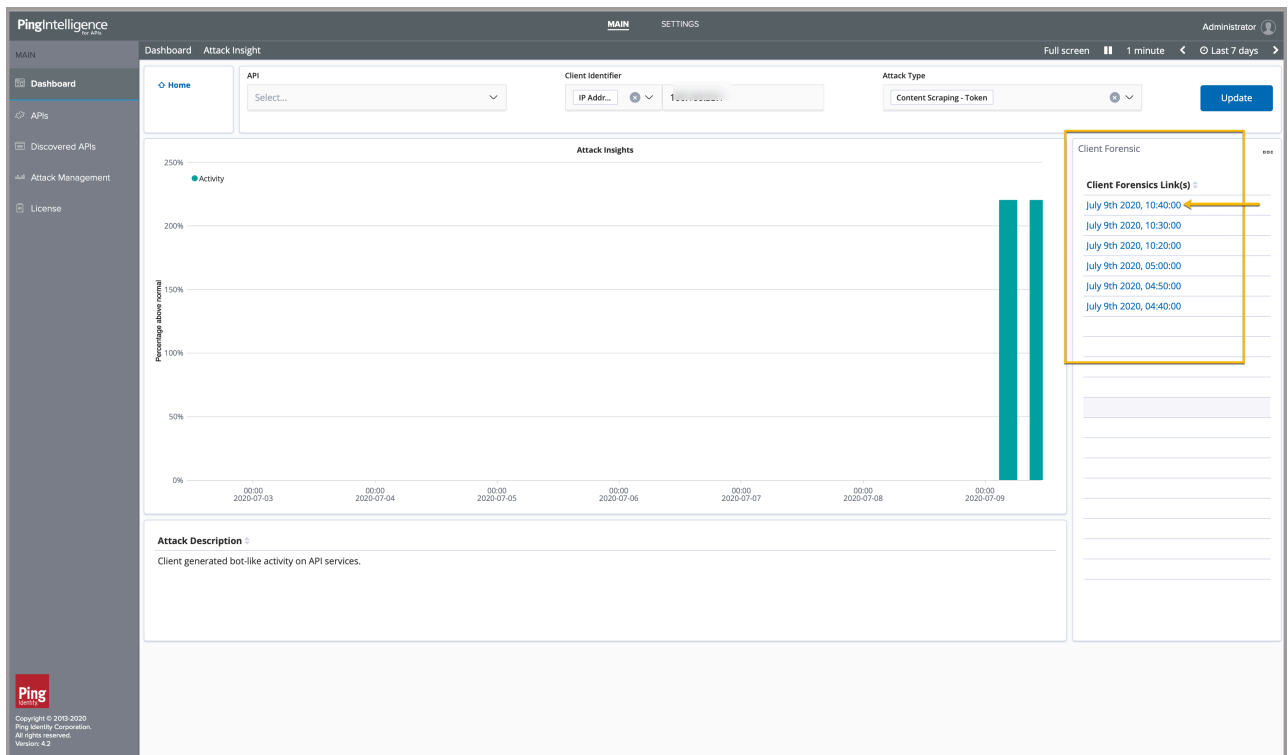 PingIntelligence
for APIs
MAIN
SETTINGS
Administrator
MAIN
Dashboard
APIs
Discovered APIs
Attack Management
License
Dashboard Attack Insight
Full screen 1 minute Last 7 days
Home
API
Select...
Client Identifier
IP Addr...
Attack Type
Content Scraping - Token
Update
Attack Insights
Activity
Percentage above normal
250%
200%
150%
100%
50%
0%
00:00 00:00 00:00 00:00 00:00 00:00 00:00
2020-07-03 2020-07-04 2020-07-05 2020-07-06 2020-07-07 2020-07-08 2020-07-09
Client Forensic
Client Forensics Link(s)
July 9th 2020, 10:40:00
July 9th 2020, 10:30:00
July 9th 2020, 10:20:00
July 9th 2020, 05:00:00
July 9th 2020, 04:50:00
July 9th 2020, 04:40:00
Attack Description
Client generated bot-like activity on API services.
Ping
Identity
Copyright © 2013-2020
Ping Identity Corporation.
All rights reserved.
Version: 4.2